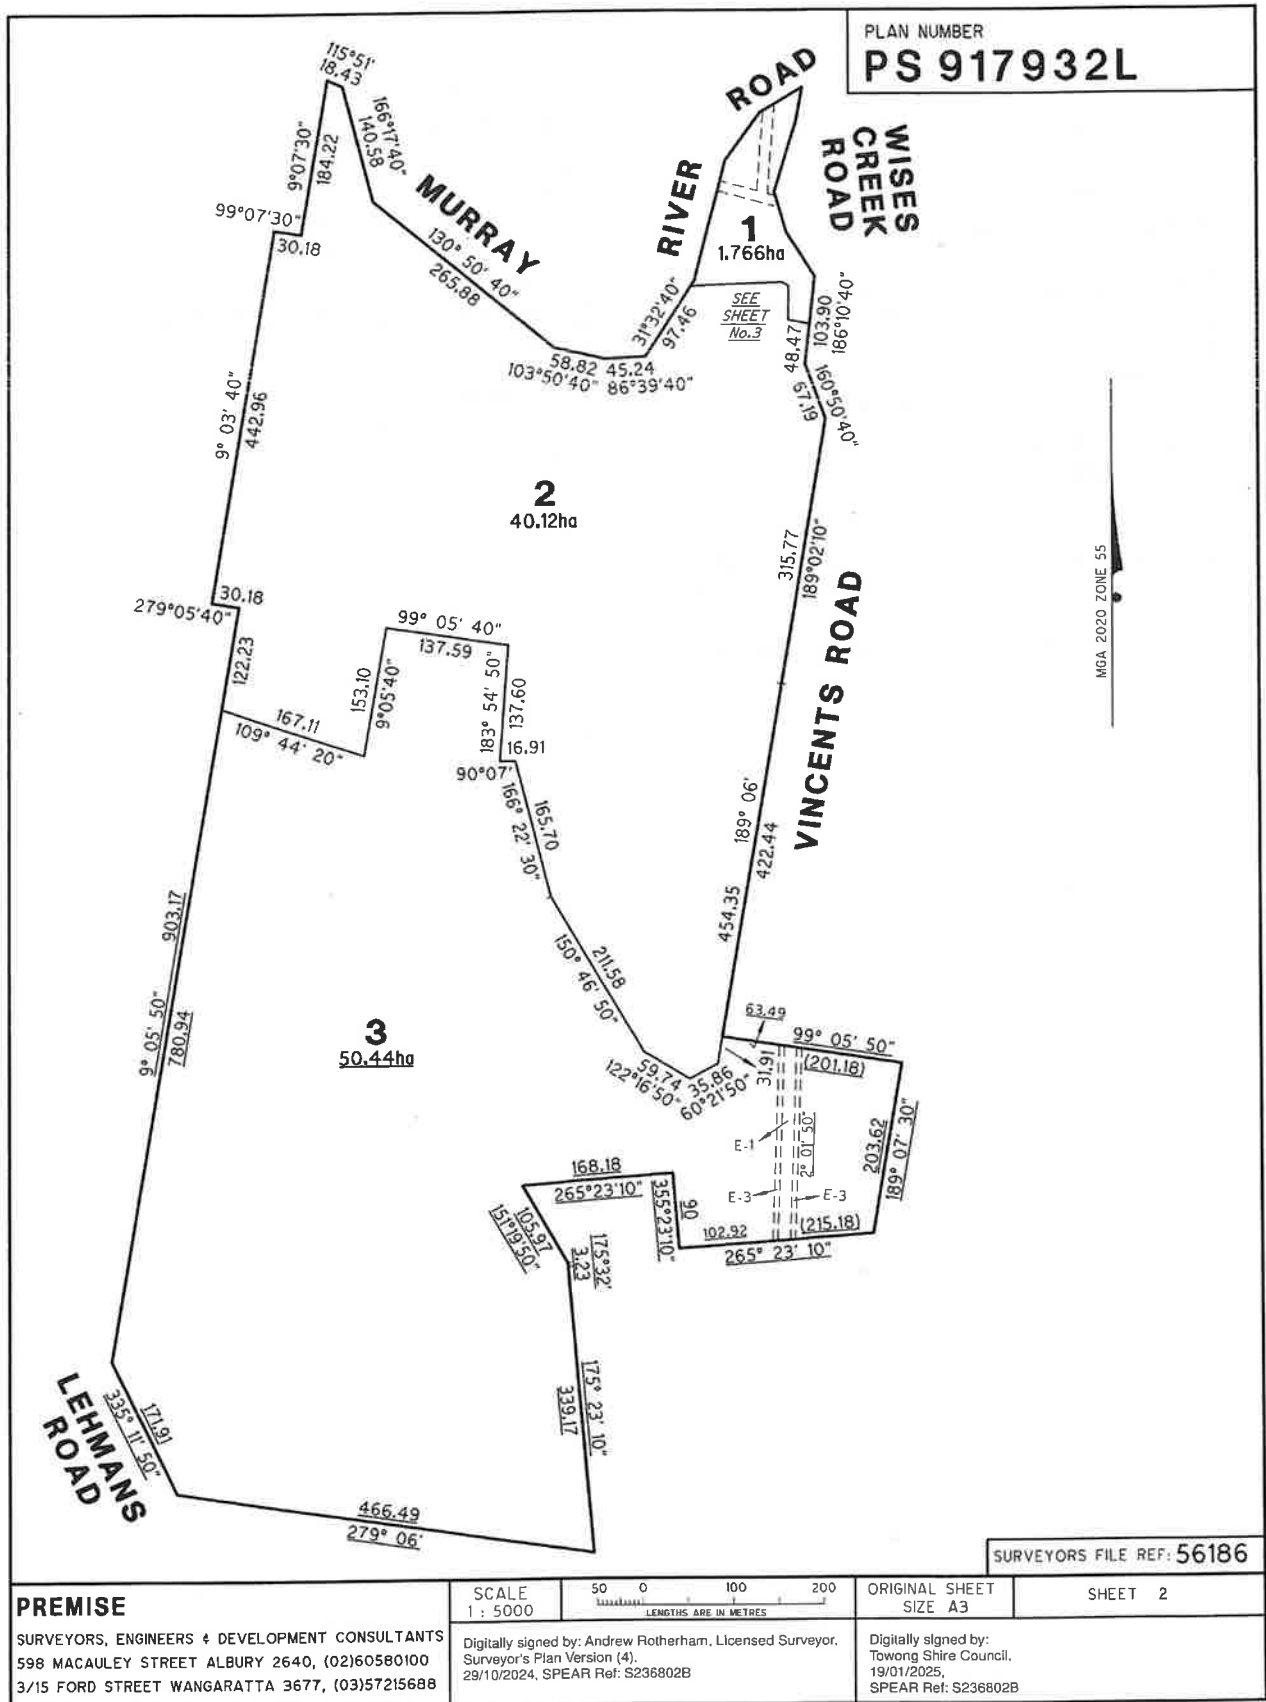 PLAN NUMBER
PS 917932L
115°51'
18.43
166°17'40"
140.58
9°07'30"
184.22
99°07'30"
30.18
MURRAY
RIVER
ROAD
WISES
CREEK
ROAD
130° 50' 40"
265.88
1
1.766ha
SEE
SHEET
No.3
31°32'40"
97.46
58.82
103°50'40"
45.24
86°39'40"
103.90
186°10'40"
48.47
160°50'40"
67.19
9° 03' 40"
442.96
2
40.12ha
315.77
189°02'10"
MGA 2020 ZONE 55
30.18
279°05'40"
122.23
99° 05' 40"
137.59
153.10
9°05'40"
183° 54' 50"
137.60
167.11
109° 44' 20"
16.91
90°07'
166° 22' 30"
165.70
VINCENTS ROAD
189° 06'
422.44
454.35
903.17
9° 05' 50"
780.94
211.58
150° 46' 50"
3
50.44ha
63.49
99° 05' 50"
(201.18)
31.91
59.74
122°16'50"
35.86
60°21'50"
E-1
2° 01' 50"
203.62
189° 07' 30"
E-3
E-3
168.18
265°23'10"
355°23'10"
90
102.92
(215.18)
265° 23' 10"
105.97
151°19'50"
175°32'
3.23
175° 23' 10"
339.17
LEHMANS
ROAD
171.91
335° 11' 50"
466.49
279° 06'
SURVEYORS FILE REF: 56186
PREMISE
SURVEYORS, ENGINEERS & DEVELOPMENT CONSULTANTS
598 MACAULEY STREET ALBURY 2640, (02)60580100
3/15 FORD STREET WANGARATTA 3677, (03)57215688
SCALE
1 : 5000
50 0 100 200
LENGTHS ARE IN METRES
ORIGINAL SHEET
SIZE A3
SHEET 2
Digitally signed by: Andrew Rotherham, Licensed Surveyor,
Surveyor's Plan Version (4),
29/10/2024, SPEAR Ref: S236802B
Digitally signed by:
Towong Shire Council,
19/01/2025,
SPEAR Ref: S236802B